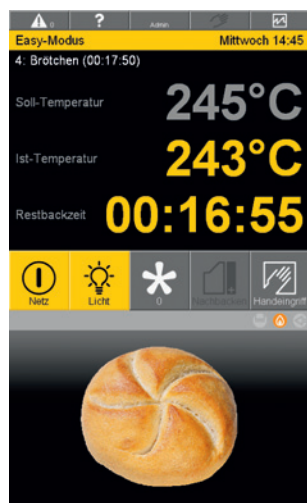 0 ? Admin
Easy-Modus Mittwoch 14:45
4: Brötchen (00:17:50)
Soll-Temperatur 245°C
Ist-Temperatur 243°C
Restbackzeit 00:16:55
Netz Licht 0 Nachbacken Handeingriff